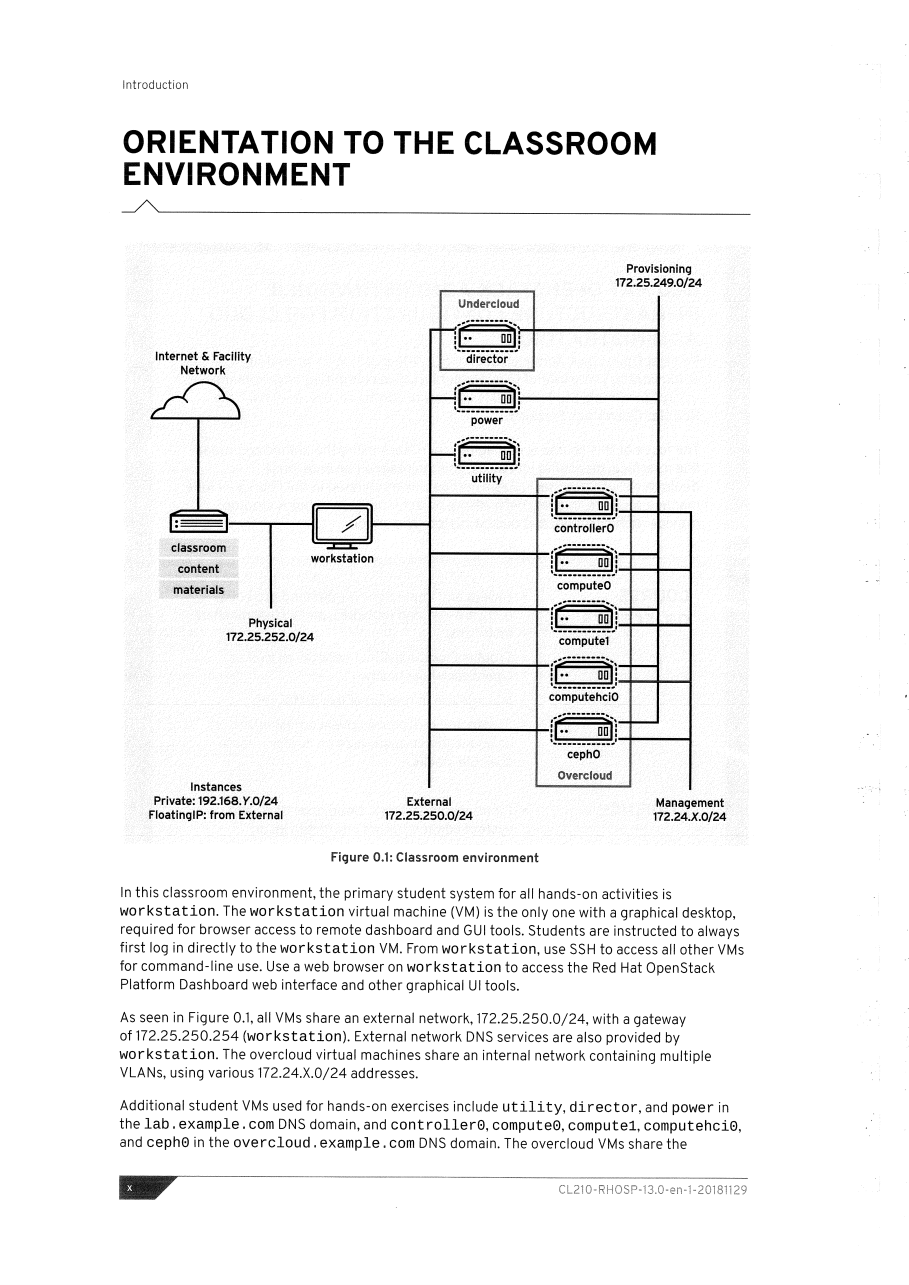 Introduction
ORIENTATION TO THE CLASSROOM
ENVIRONMENT
Provisioning
172.25.249.0/24
Undercloud
director
Internet & Facility
Network
power
utility
controller0
classroom
content
materials
workstation
compute0
Physical
172.25.252.0/24
compute1
computehci0
ceph0
Overcloud
Instances
Private: 192.168.Y.0/24
FloatingIP: from External
External
172.25.250.0/24
Management
172.24.X.0/24
Figure 0.1: Classroom environment
In this classroom environment, the primary student system for all hands-on activities is
workstation. The workstation virtual machine (VM) is the only one with a graphical desktop,
required for browser access to remote dashboard and GUI tools. Students are instructed to always
first log in directly to the workstation VM. From workstation, use SSH to access all other VMs
for command-line use. Use a web browser on workstation to access the Red Hat OpenStack
Platform Dashboard web interface and other graphical UI tools.
As seen in Figure 0.1, all VMs share an external network, 172.25.250.0/24, with a gateway
of 172.25.250.254 (workstation). External network DNS services are also provided by
workstation. The overcloud virtual machines share an internal network containing multiple
VLANs, using various 172.24.X.0/24 addresses.
Additional student VMs used for hands-on exercises include utility, director, and power in
the lab.example.com DNS domain, and controller0, compute0, compute1, computehci0,
and ceph0 in the overcloud.example.com DNS domain. The overcloud VMs share the
x
CL210-RHOSP-13.0-en-1-20181129